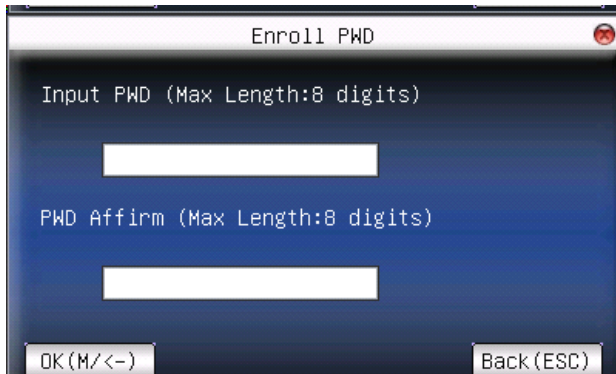 Enroll PWD
Input PWD (Max Length:8 digits)
PWD Affirm (Max Length:8 digits)
OK(M/<-)
Back(ESC)